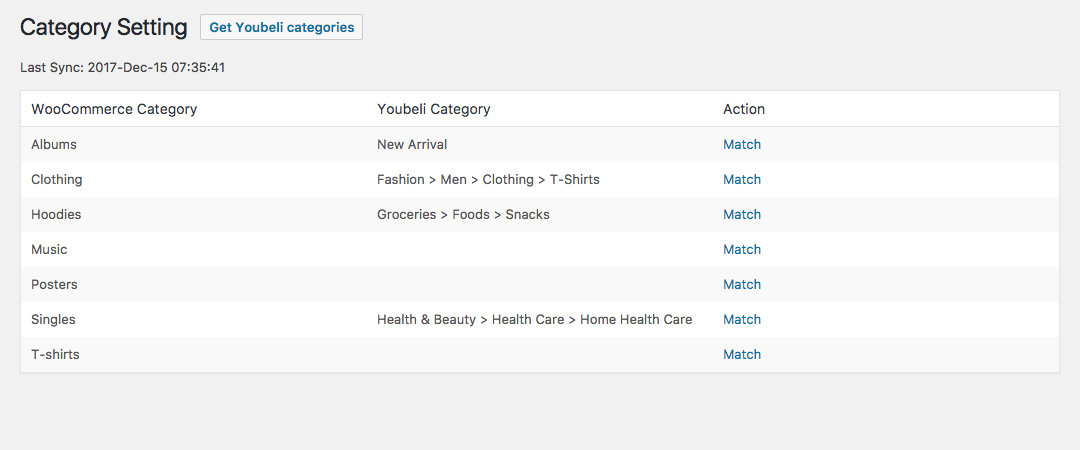 Category Setting Get Youbeli categories
Last Sync: 2017-Dec-15 07:35:41
WooCommerce Category Youbeli Category Action
Albums New Arrival Match
Clothing Fashion > Men > Clothing > T-Shirts Match
Hoodies Groceries > Foods > Snacks Match
Music Match
Posters Match
Singles Health & Beauty > Health Care > Home Health Care Match
T-shirts Match